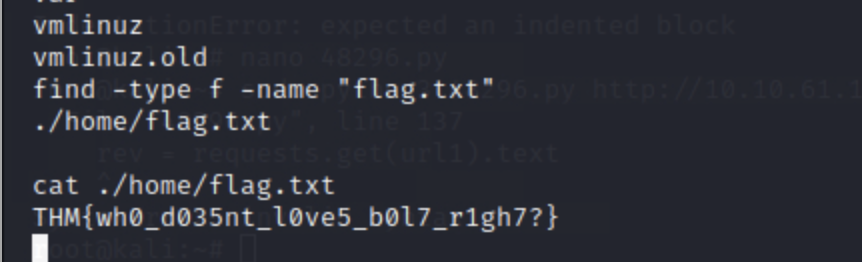 vmlinuz
vmlinuz.old
find -type f -name "flag.txt"
./home/flag.txt
cat ./home/flag.txt
THM{wh0_d035nt_l0ve5_b0l7_r1gh7?}